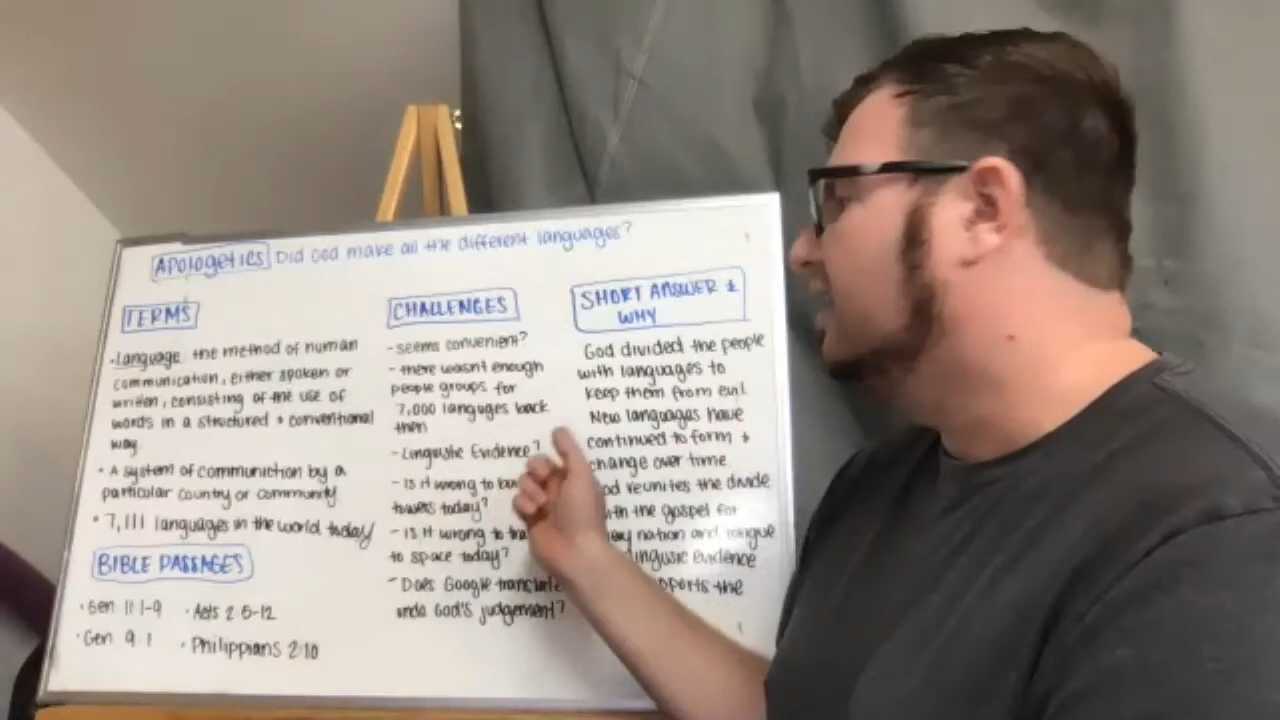 APOLOGETICS Did God make all the different languages?
TERMS
· Language: the method of human
communication, either spoken or
written, consisting of the use of
words in a structured + conventional
way.
• A system of communiction by a
particular country or community
• 7,111 languages in the world today
BIBLE PASSAGES
• Gen 11:1-9 • Acts 2:5-12
• Gen 9:1 • Philippians 2:10
CHALLENGES
- seems convenient?
- there wasn't enough
people groups for
7,000 languges back
then
- Linguistic Evidence?
- Is it wrong to
towers today?
- Is it wrong to
to space today?
- Does Google translate
undo God's judgement?
SHORT ANSWER +
WHY
God divided the people
with languages to
keep them from evil.
New languages have
continued to form +
change over time.
reunites the divide
the gospel for
nation and tongue
evidence
the